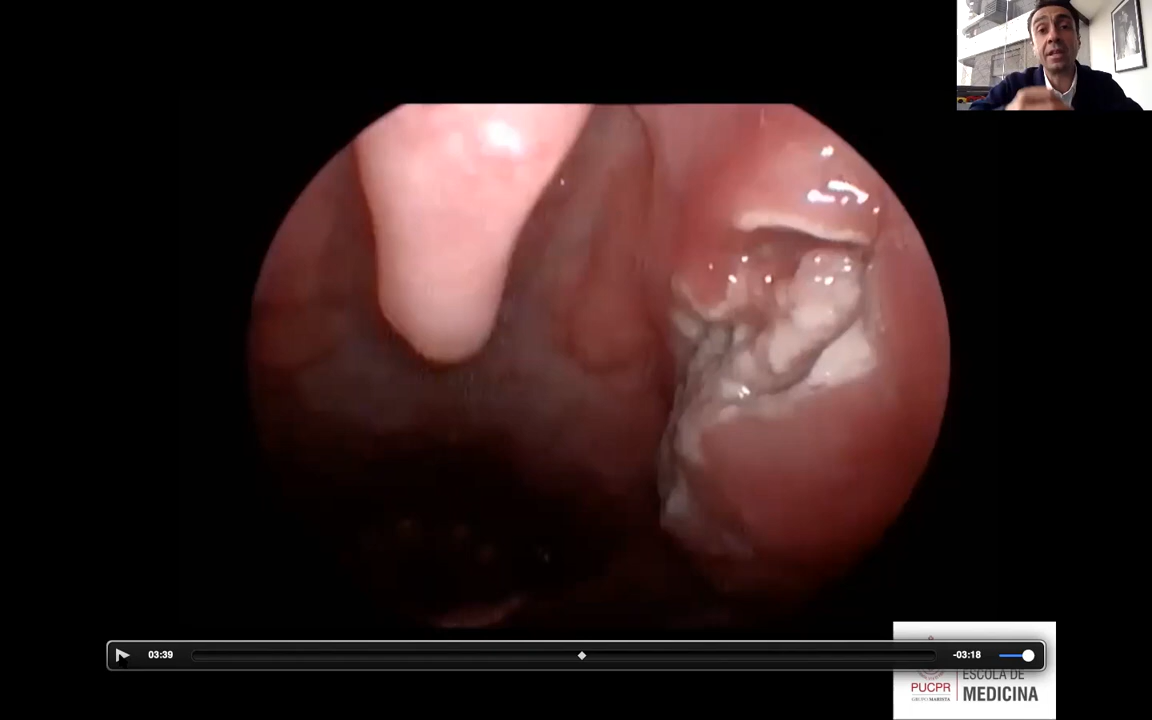 03:39
-03:18
ESCOLA DE
PUCPR
GRUPO MARISTA
MEDICINA